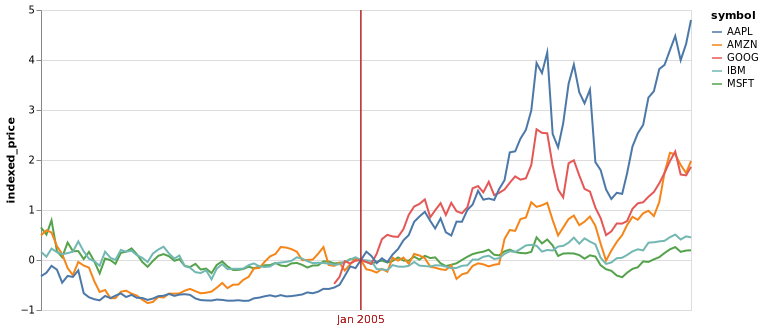 symbol
AAPL
AMZN
GOOG
IBM
MSFT
indexed_price
5
4
3
2
1
0
−1
Jan 2005